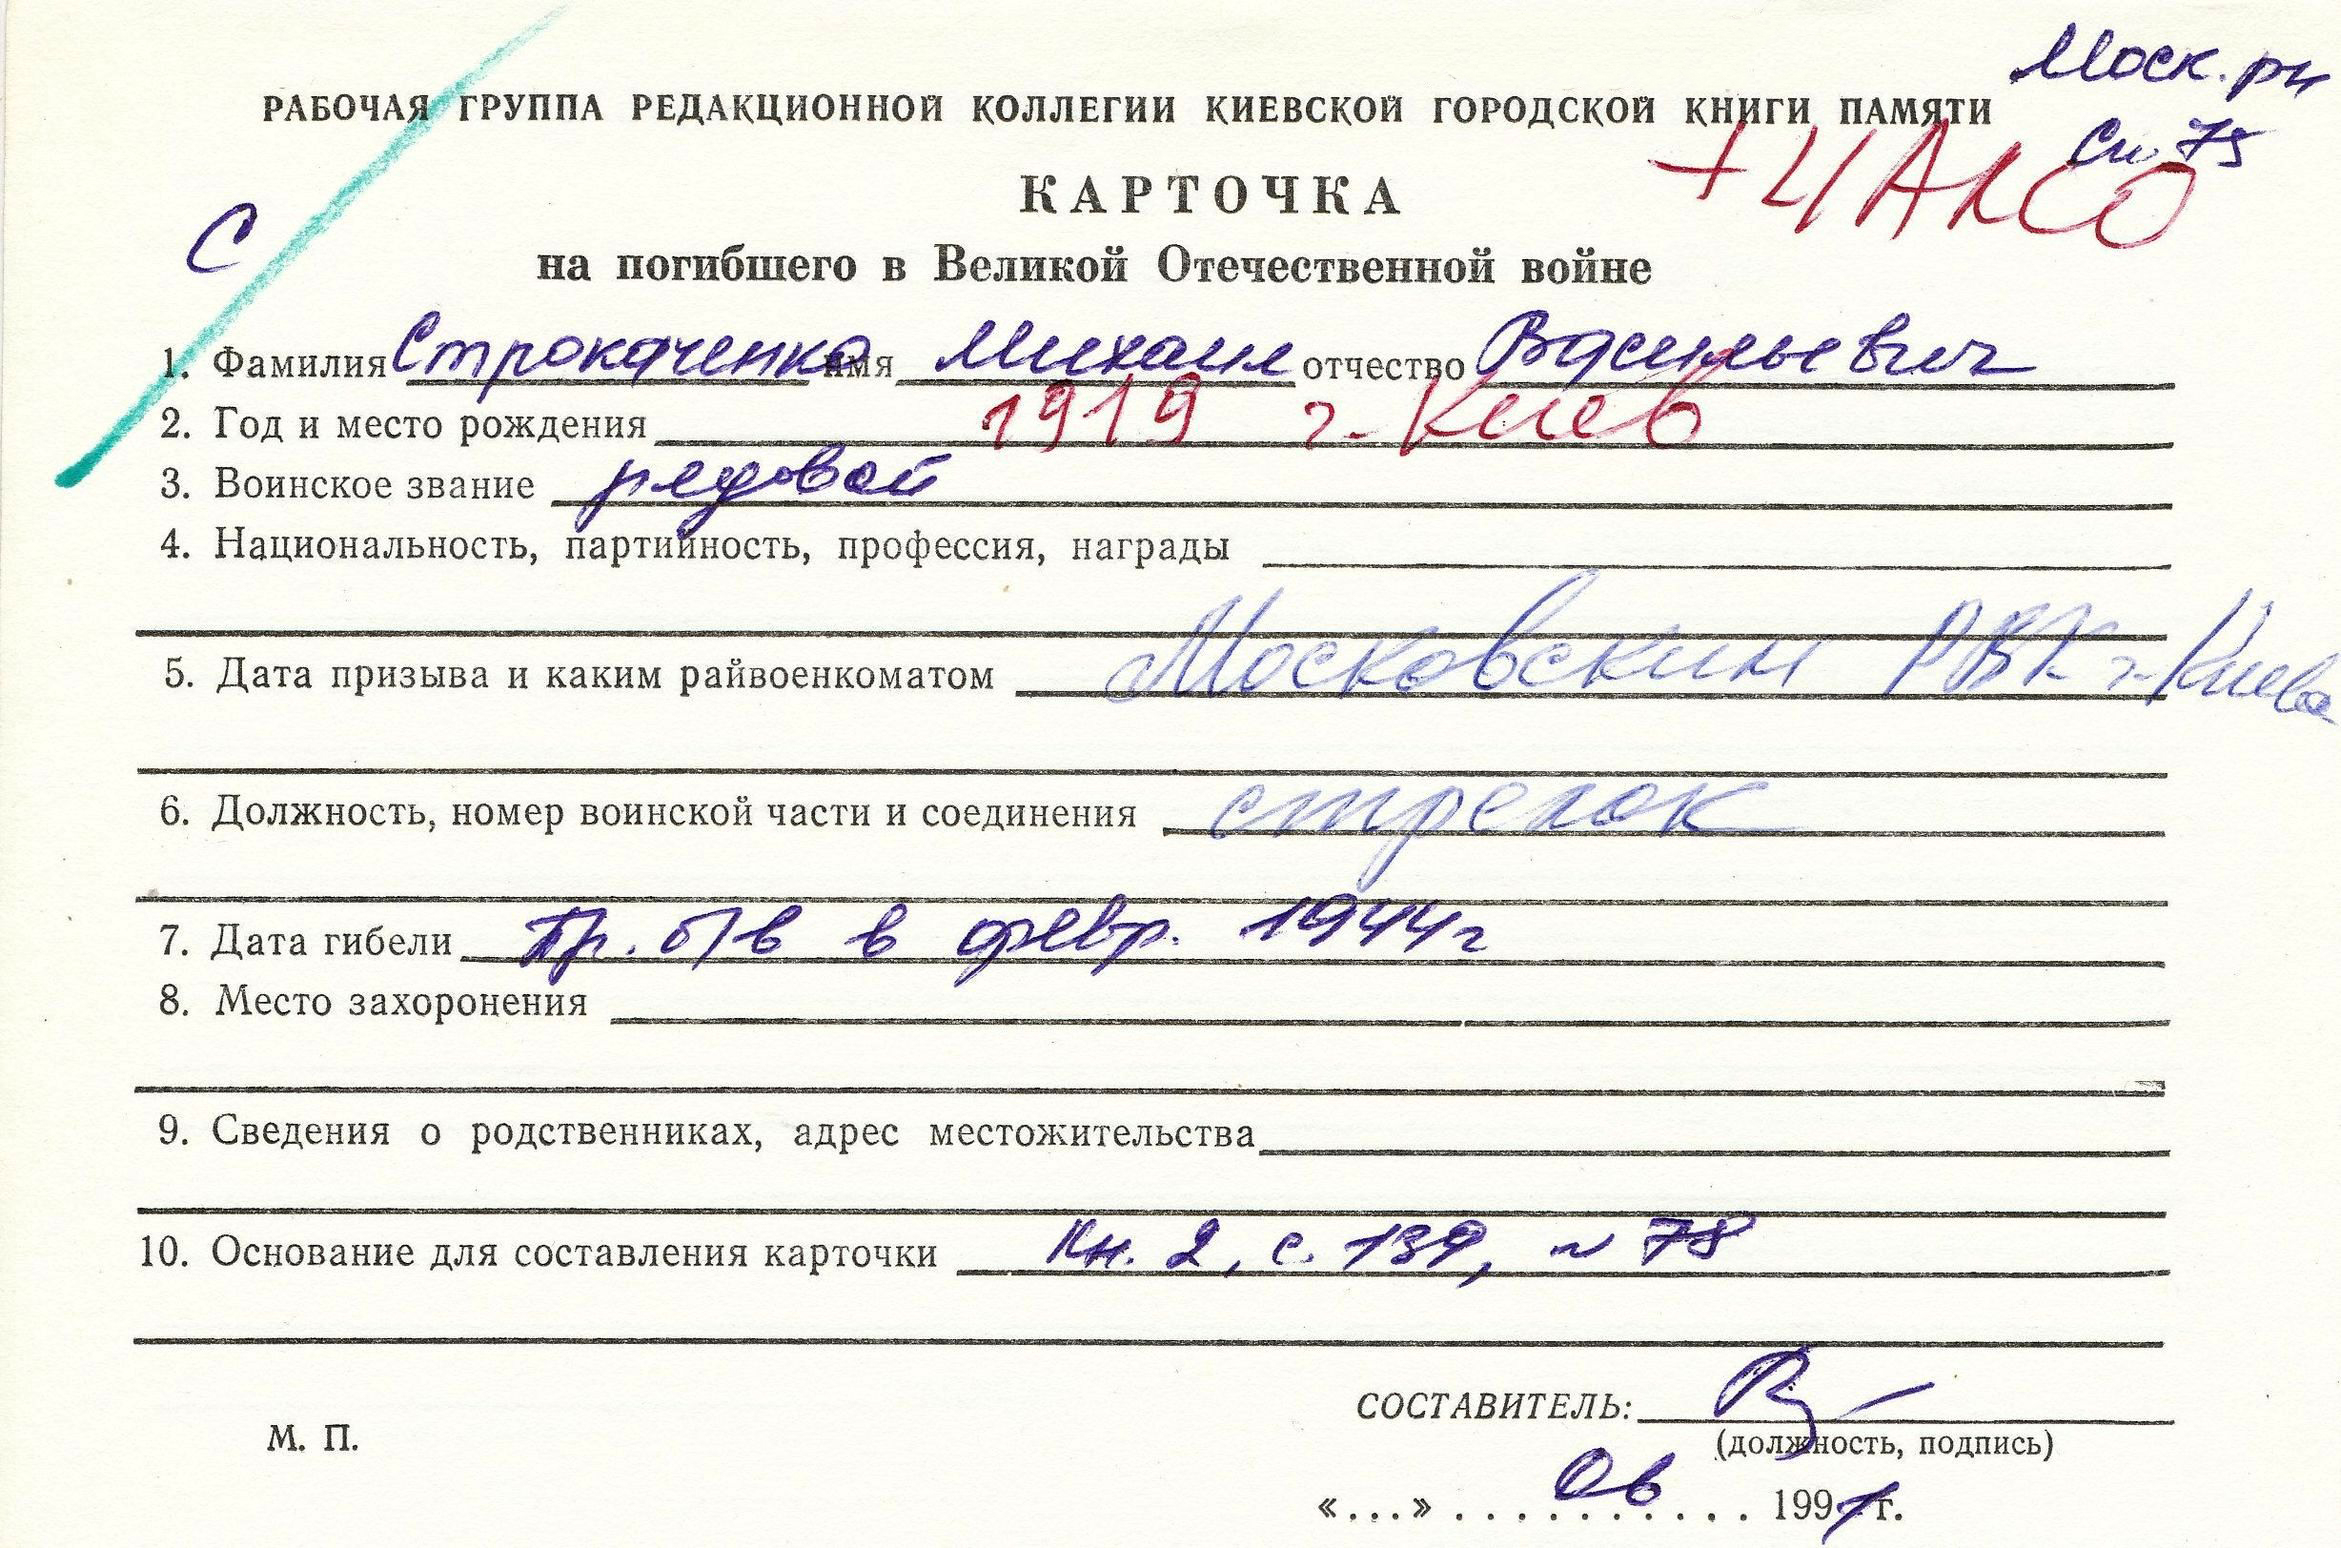 Моск. рн
РАБОЧАЯ ГРУППА РЕДАКЦИОННОЙ КОЛЛЕГИИ КИЕВСКОЙ ГОРОДСКОЙ КНИГИ ПАМЯТИ
Сп. 75
+ ЦАМО
КАРТОЧКА
С
на погибшего в Великой Отечественной войне
1. Фамилия Строкаченко имя Михаил отчество Васильевич
2. Год и место рождения 1919 г. Киев
3. Воинское звание рядовой
4. Национальность, партийность, профессия, награды
5. Дата призыва и каким райвоенкоматом Московским РВК г. Киева
6. Должность, номер воинской части и соединения стрелок
7. Дата гибели Пр. б/в в февр. 1944 г
8. Место захоронения
9. Сведения о родственниках, адрес местожительства
10. Основание для составления карточки Кн. 2, с. 139, № 78
СОСТАВИТЕЛЬ:
М. П.
(должность, подпись)
«...» .......... 06 1991 г.